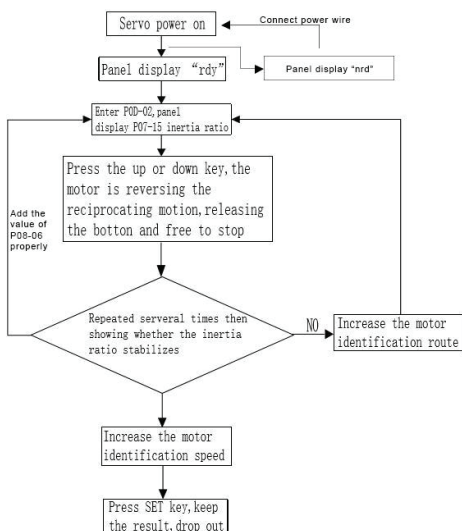 Servo power on
Connect power wire
Panel display “rdy”
Panel display “nrd”
Enter P0D-02,panel
display P07-15 inertia ratio
Press the up or down key,the
motor is reversing the
reciprocating motion,releasing
the botton and free to stop
Add the
value of
P08-06
properly
Repeated serveral times then
showing whether the inertia
ratio stabilizes
NO
Increase the motor
identification route
Increase the motor
identification speed
Press SET key,keep
the result,drop out